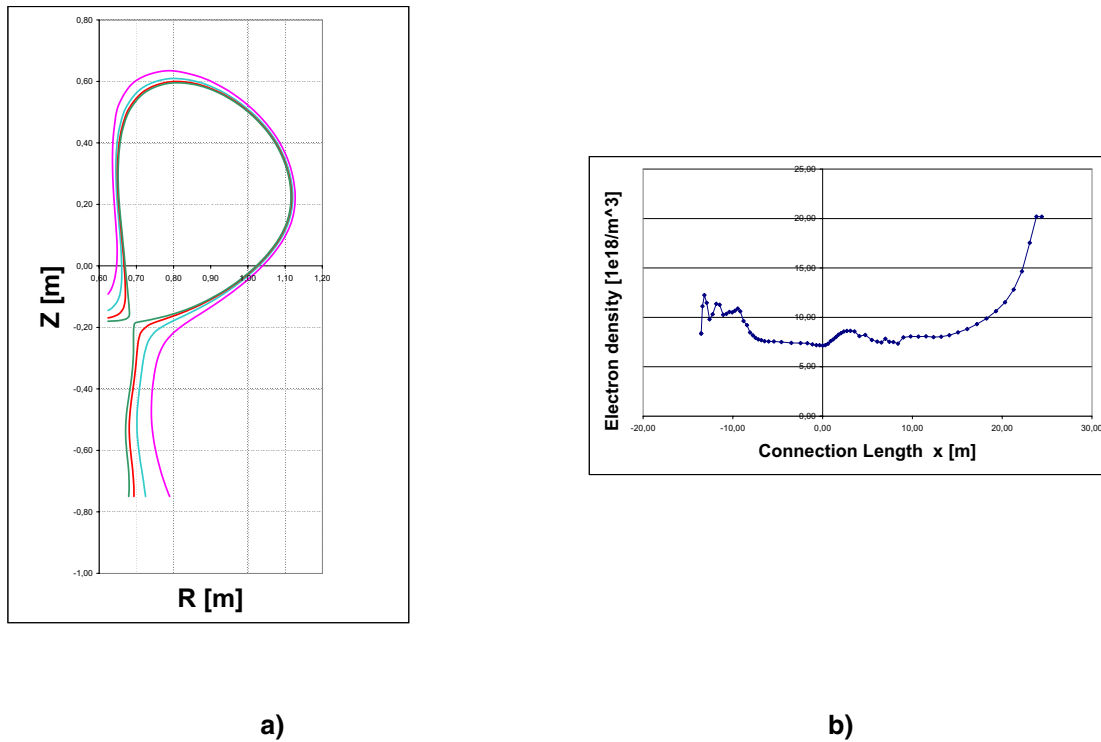 0,80
0,60
0,40
0,20
0,00
0,60 0,70 0,80 0,90 1,00 1,10 1,20
-0,20
-0,40
-0,60
-0,80
-1,00
Z [m]
R [m]
a)
25,00
20,00
15,00
10,00
5,00
0,00
-20,00 -10,00 0,00 10,00 20,00 30,00
Electron density [1e18/m^3]
Connection Length x [m]
b)